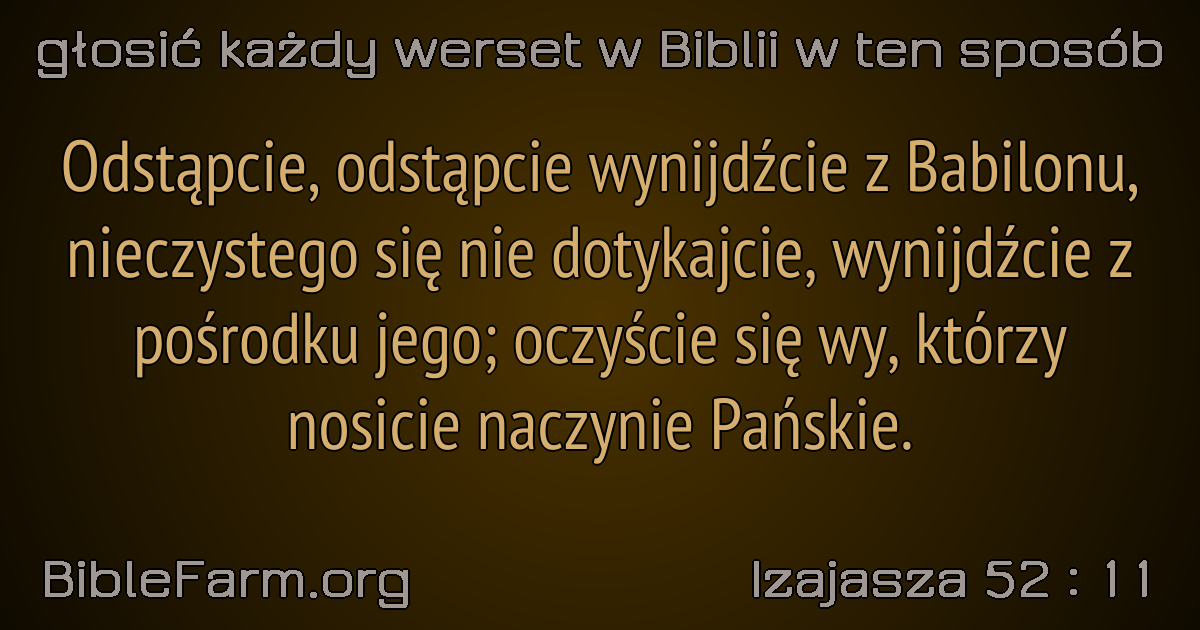 głosić każdy werset w Biblii w ten sposób
Odstąpcie, odstąpcie wynijdźcie z Babilonu,
nieczystego się nie dotykajcie, wynijdźcie z
pośrodku jego; oczyście się wy, którzy
nosicie naczynie Pańskie.
BibleFarm.org
Izajasza 52 : 11